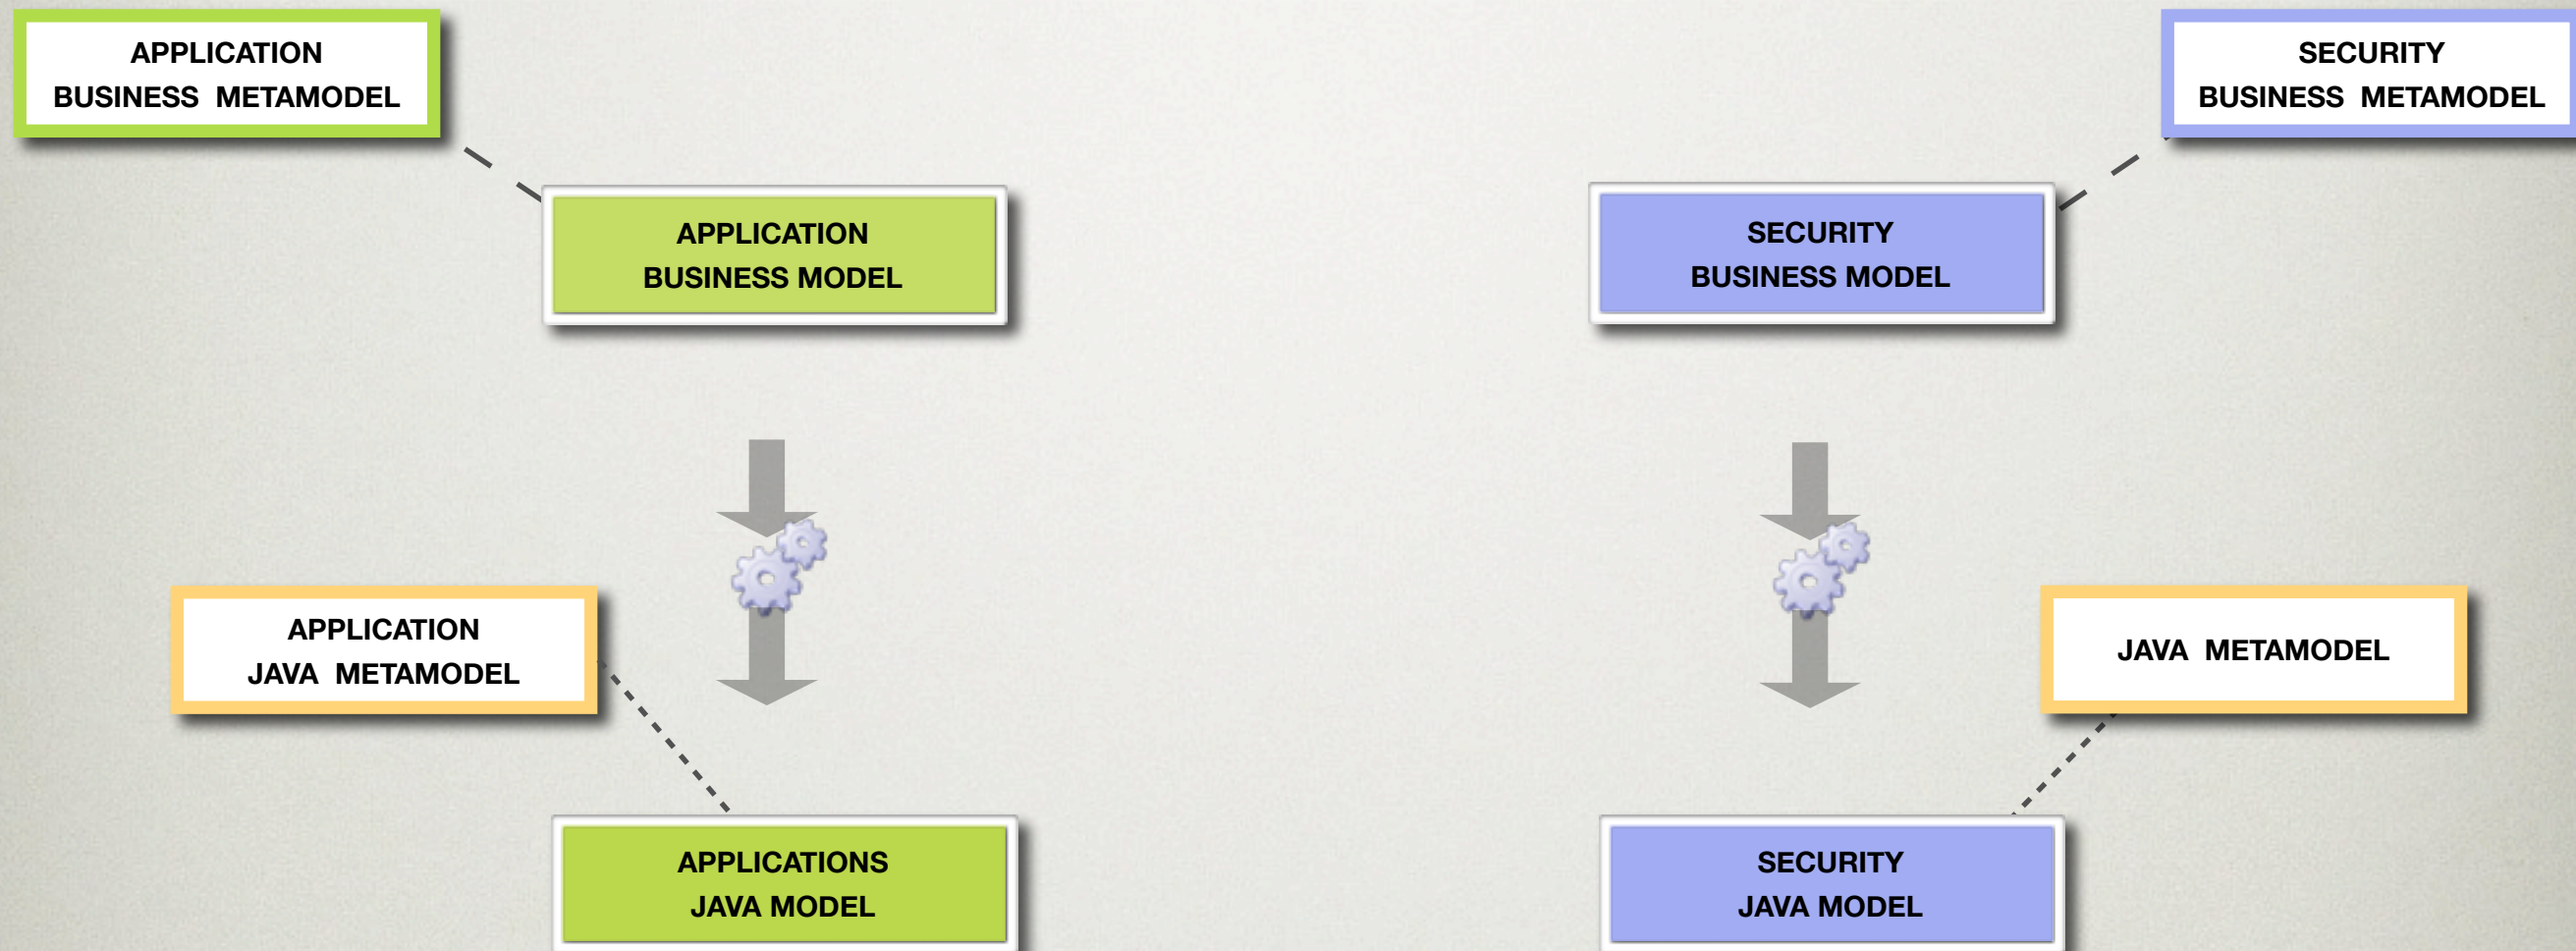 APPLICATION
BUSINESS METAMODEL
SECURITY
BUSINESS METAMODEL
APPLICATION
BUSINESS MODEL
SECURITY
BUSINESS MODEL
APPLICATION
JAVA METAMODEL
JAVA METAMODEL
APPLICATIONS
JAVA MODEL
SECURITY
JAVA MODEL